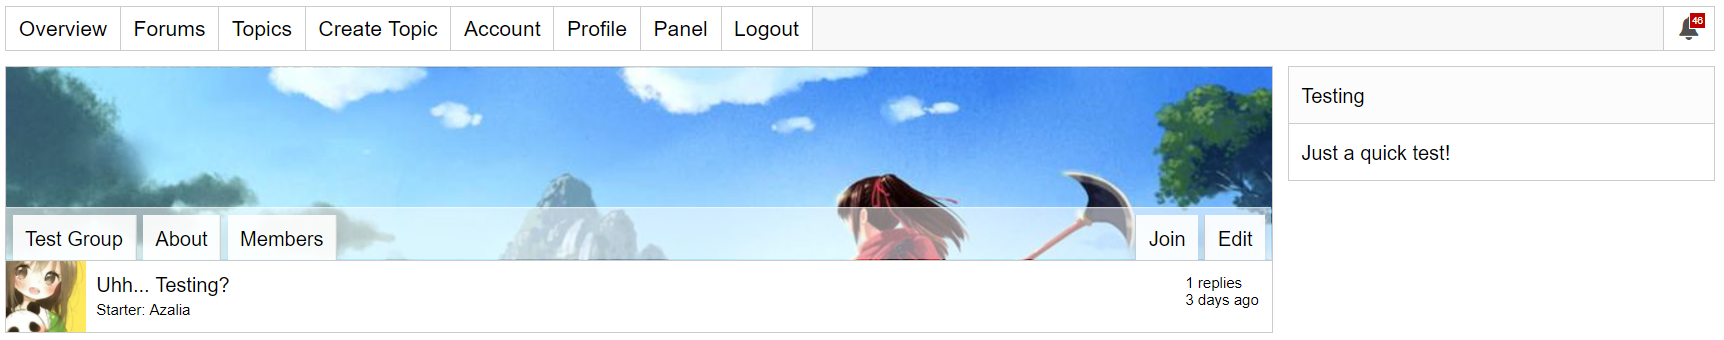 Overview Forums Topics Create Topic Account Profile Panel Logout 46
Test Group About Members Join Edit
Uhh... Testing?
Starter: Azalia
1 replies
3 days ago
Testing
Just a quick test!